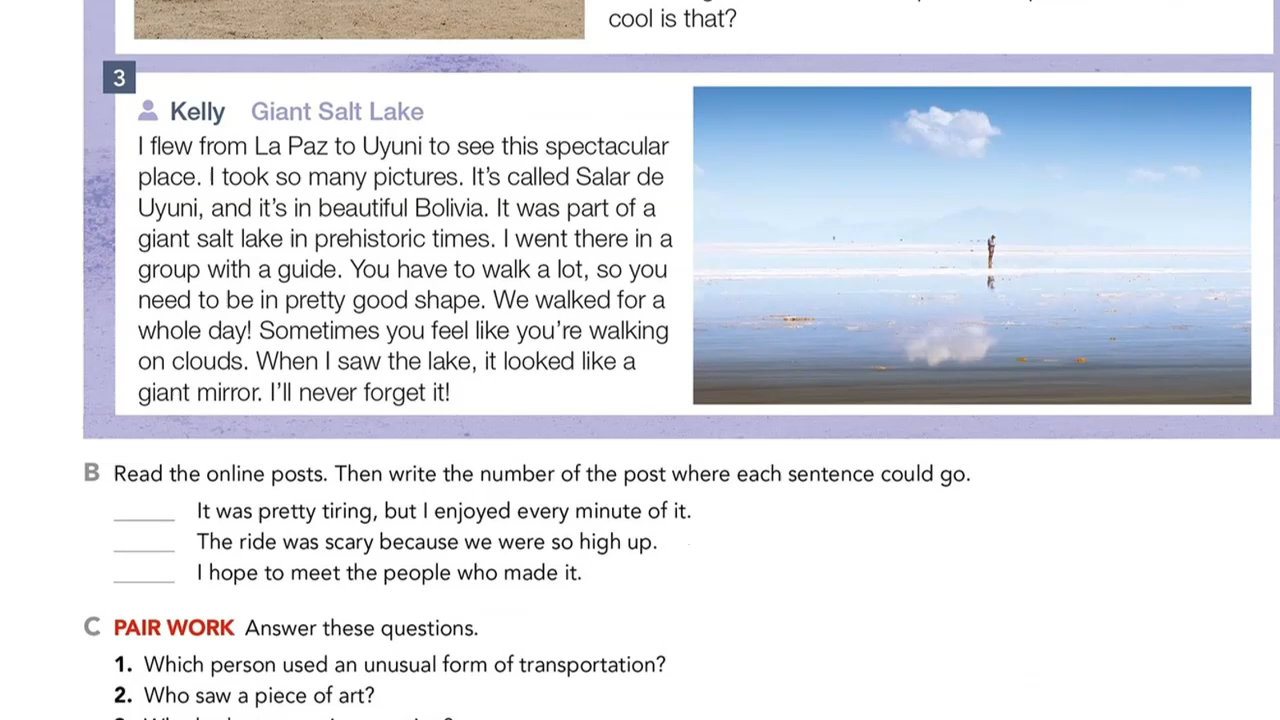 cool is that?
3
Kelly Giant Salt Lake
I flew from La Paz to Uyuni to see this spectacular
place. I took so many pictures. It's called Salar de
Uyuni, and it's in beautiful Bolivia. It was part of a
giant salt lake in prehistoric times. I went there in a
group with a guide. You have to walk a lot, so you
need to be in pretty good shape. We walked for a
whole day! Sometimes you feel like you're walking
on clouds. When I saw the lake, it looked like a
giant mirror. I'll never forget it!
B Read the online posts. Then write the number of the post where each sentence could go.
It was pretty tiring, but I enjoyed every minute of it.
The ride was scary because we were so high up.
I hope to meet the people who made it.
C PAIR WORK Answer these questions.
1. Which person used an unusual form of transportation?
2. Who saw a piece of art?